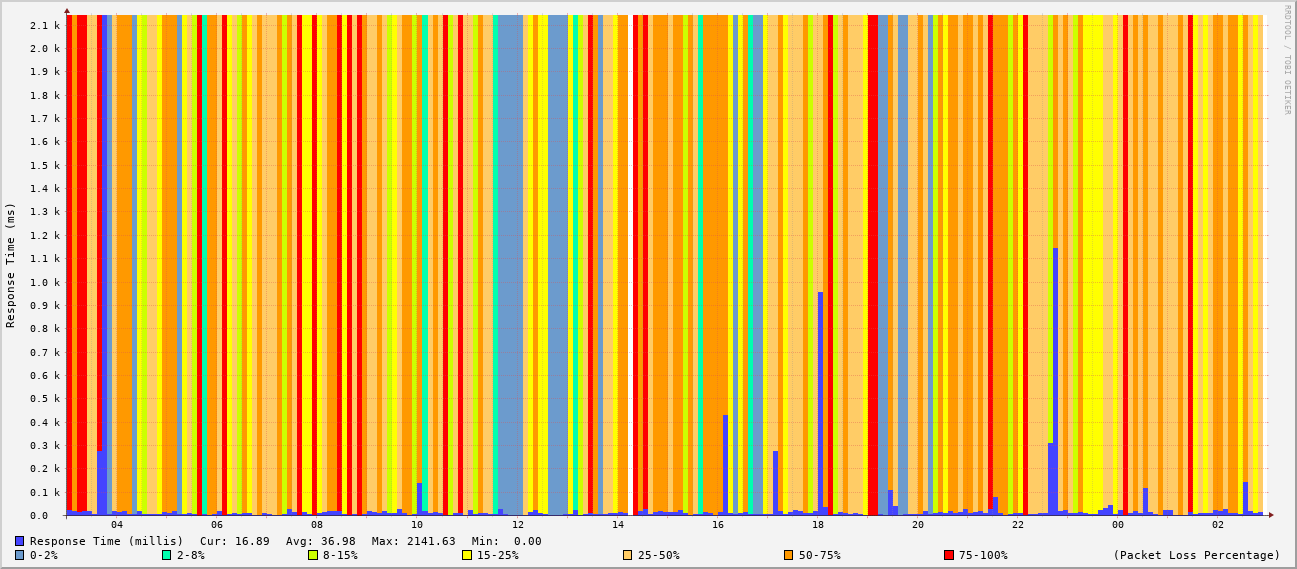 RRDTOOL / TOBI OETIKER
Response Time (ms)
2.1 k
2.0 k
1.9 k
1.8 k
1.7 k
1.6 k
1.5 k
1.4 k
1.3 k
1.2 k
1.1 k
1.0 k
0.9 k
0.8 k
0.7 k
0.6 k
0.5 k
0.4 k
0.3 k
0.2 k
0.1 k
0.0
04 06 08 10 12 14 16 18 20 22 00 02
Response Time (millis) Cur: 16.89 Avg: 36.98 Max: 2141.63 Min: 0.00
0-2% 2-8% 8-15% 15-25% 25-50% 50-75% 75-100% (Packet Loss Percentage)